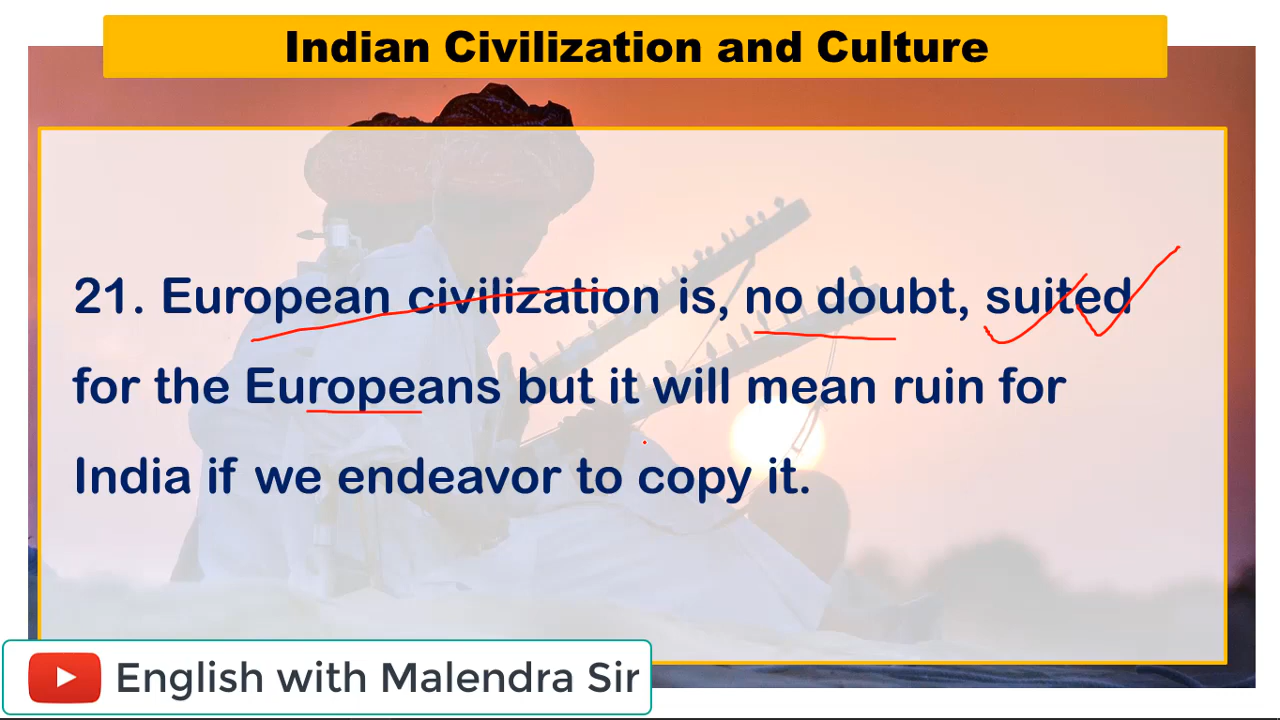 Indian Civilization and Culture
21. European civilization is, no doubt, suited
for the Europeans but it will mean ruin for
India if we endeavor to copy it.
English with Malendra Sir